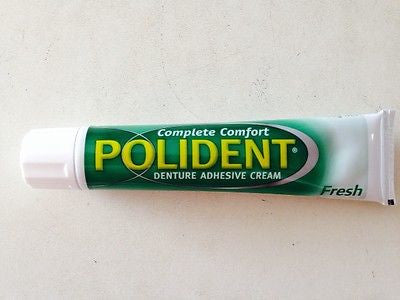 Complete Comfort
POLIDENT®
DENTURE ADHESIVE CREAM
Fresh